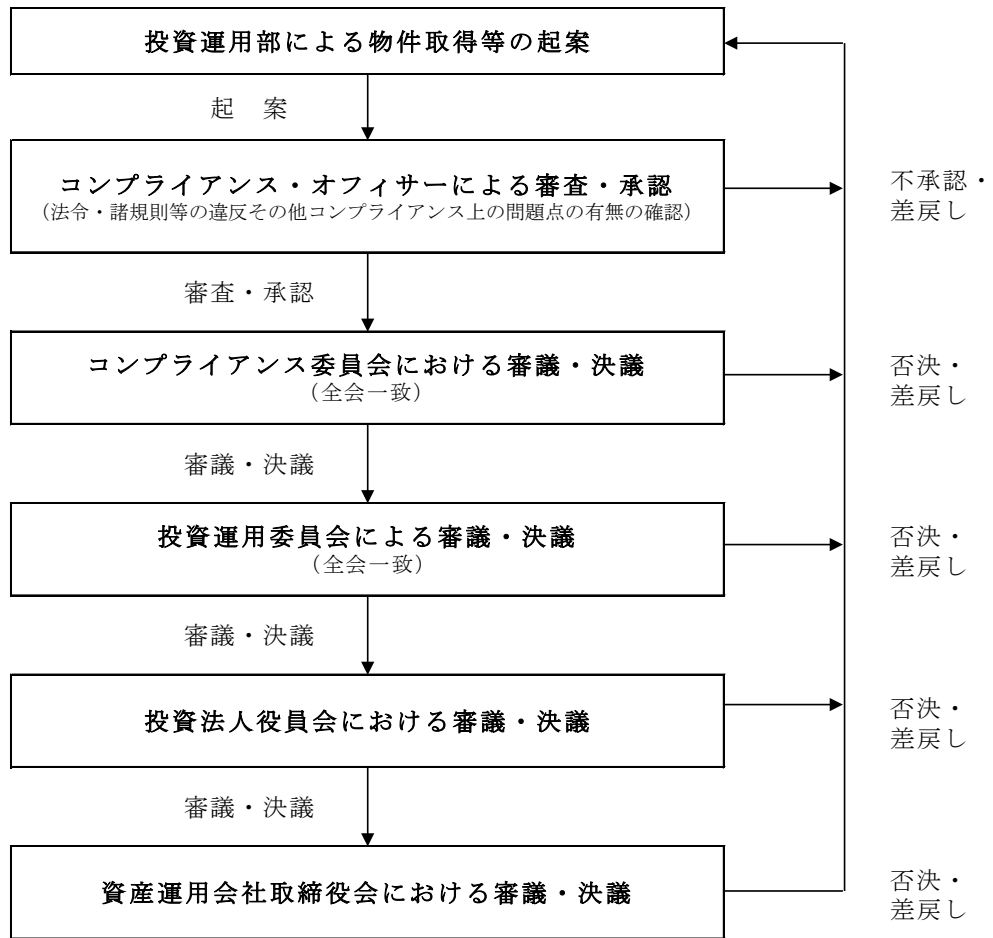 投資運用部による物件取得等の起案
起　案
コンプライアンス・オフィサーによる審査・承認
（法令・諸規則等の違反その他コンプライアンス上の問題点の有無の確認）
不承認・
差戻し
審査・承認
コンプライアンス委員会における審議・決議
（全会一致）
否決・
差戻し
審議・決議
投資運用委員会による審議・決議
（全会一致）
否決・
差戻し
審議・決議
投資法人役員会における審議・決議
否決・
差戻し
審議・決議
資産運用会社取締役会における審議・決議
否決・
差戻し